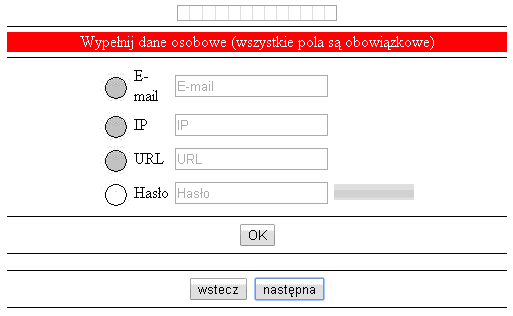 Wypełnij dane osobowe (wszystkie pola są obowiązkowe)
E-
mail E-mail
IP IP
URL URL
Hasło Hasło
OK
wstecz następna